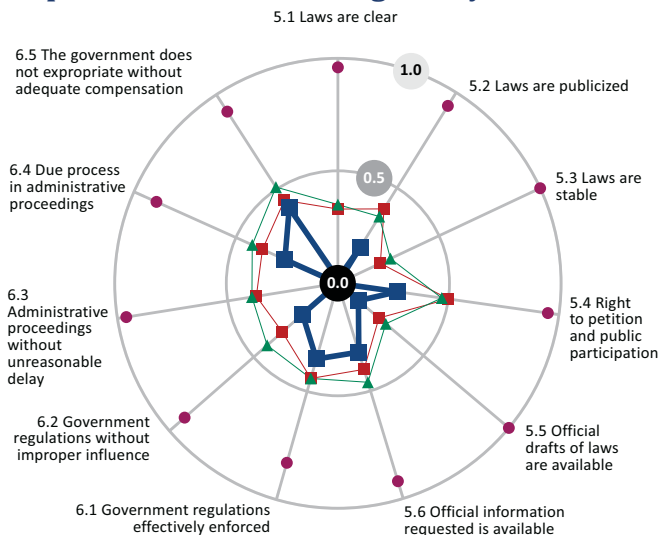 5.1 Laws are clear
6.5 The government does
not expropriate without
adequate compensation
1.0
5.2 Laws are publicized
0.5
6.4 Due process
in administrative
proceedings
5.3 Laws are
stable
0.0
6.3
Administrative
proceedings
without
unreasonable
delay
5.4 Right
to petition
and public
participation
6.2 Government
regulations without
improper influence
5.5 Official
drafts of laws
are available
6.1 Government regulations
effectively enforced
5.6 Official information
requested is available